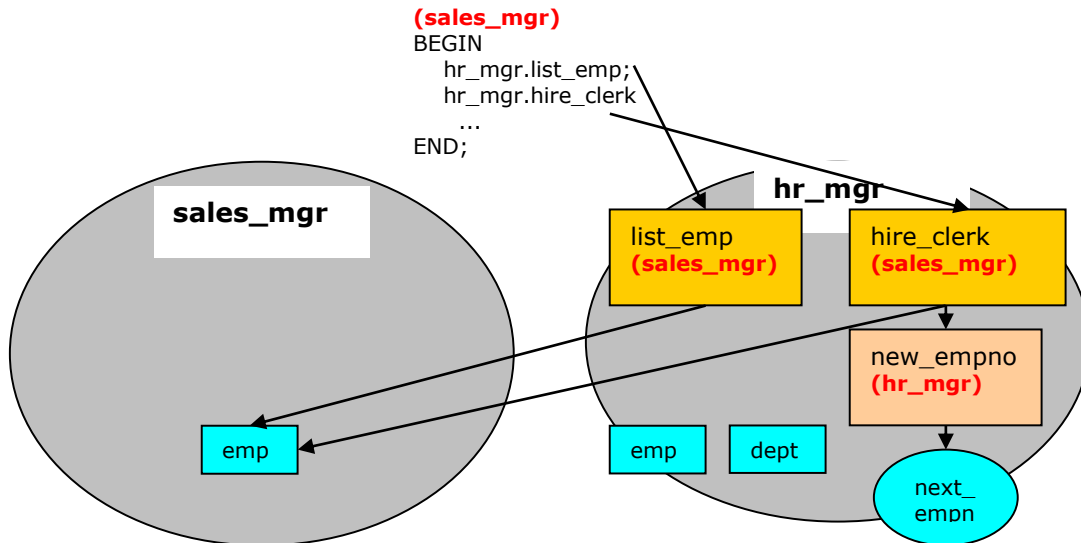 (sales_mgr)
BEGIN
hr_mgr.list_emp;
hr_mgr.hire_clerk
...
END;
sales_mgr
hr_mgr
list_emp
(sales_mgr)
hire_clerk
(sales_mgr)
new_empno
(hr_mgr)
emp
emp
dept
next_
empn